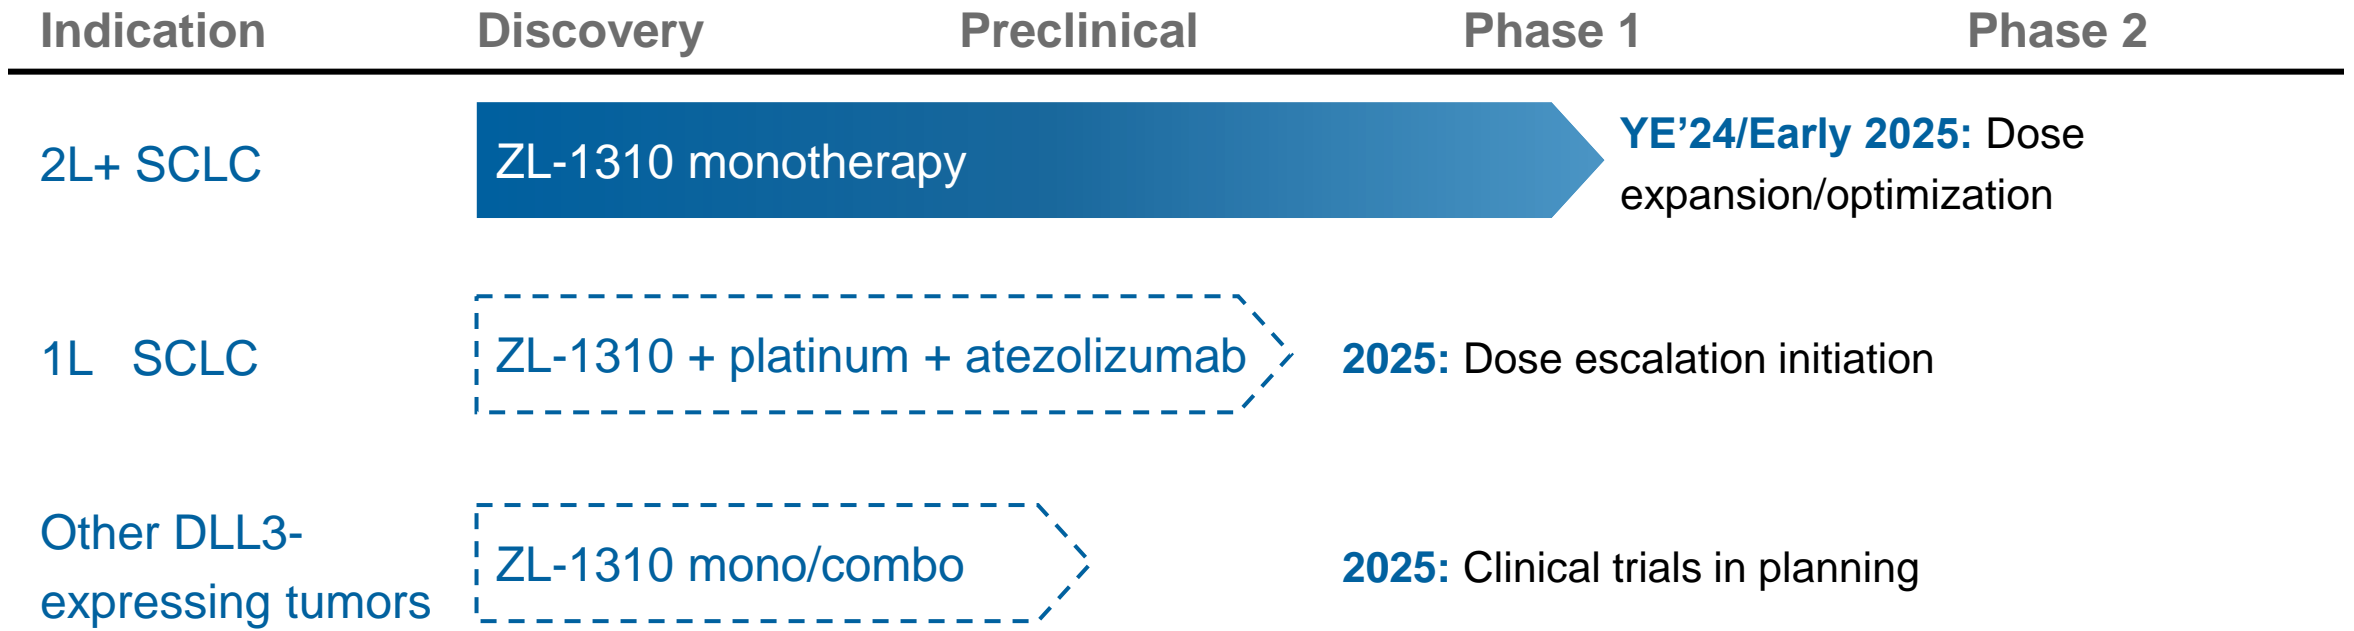 Indication Discovery Preclinical Phase 1 Phase 2
2L+ SCLC
ZL-1310 monotherapy
YE’24/Early 2025: Dose
expansion/optimization
1L SCLC
ZL-1310 + platinum + atezolizumab
2025: Dose escalation initiation
Other DLL3-
expressing tumors
ZL-1310 mono/combo
2025: Clinical trials in planning